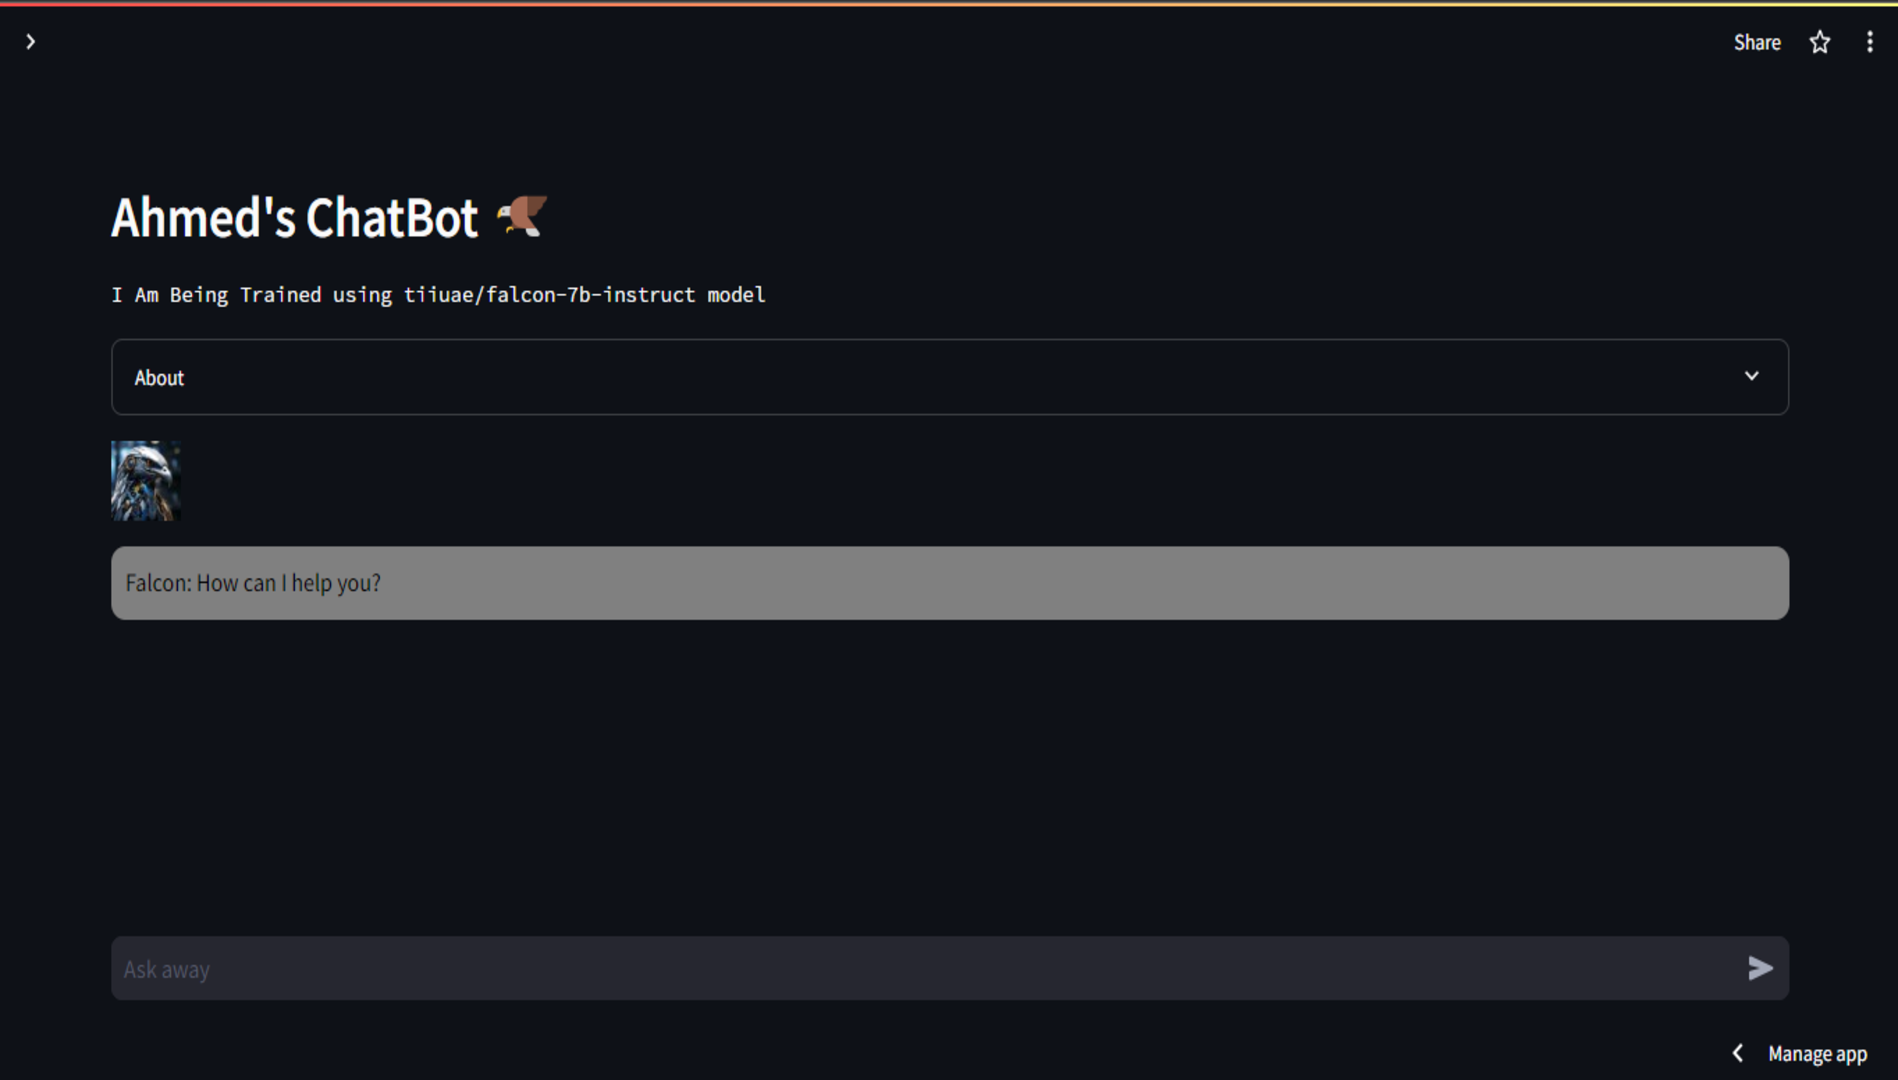 Share
Ahmed's ChatBot 🦅
I Am Being Trained using tiiuae/falcon-7b-instruct model
About
Falcon: How can I help you?
Ask away
Manage app